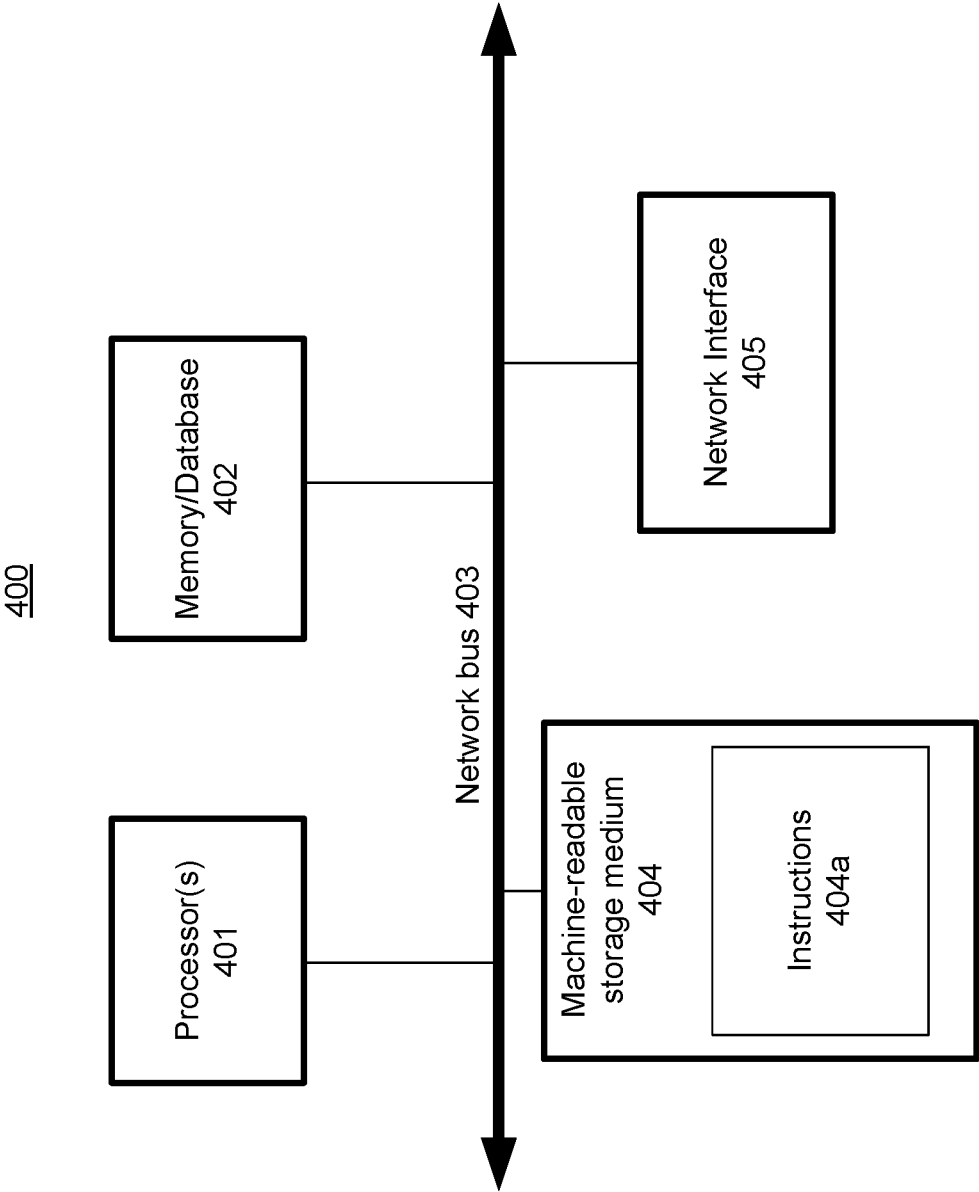 400
Processor(s)
401
Memory/Database
402
Network bus 403
Machine-readable
storage medium
404
Instructions
404a
Network Interface
405